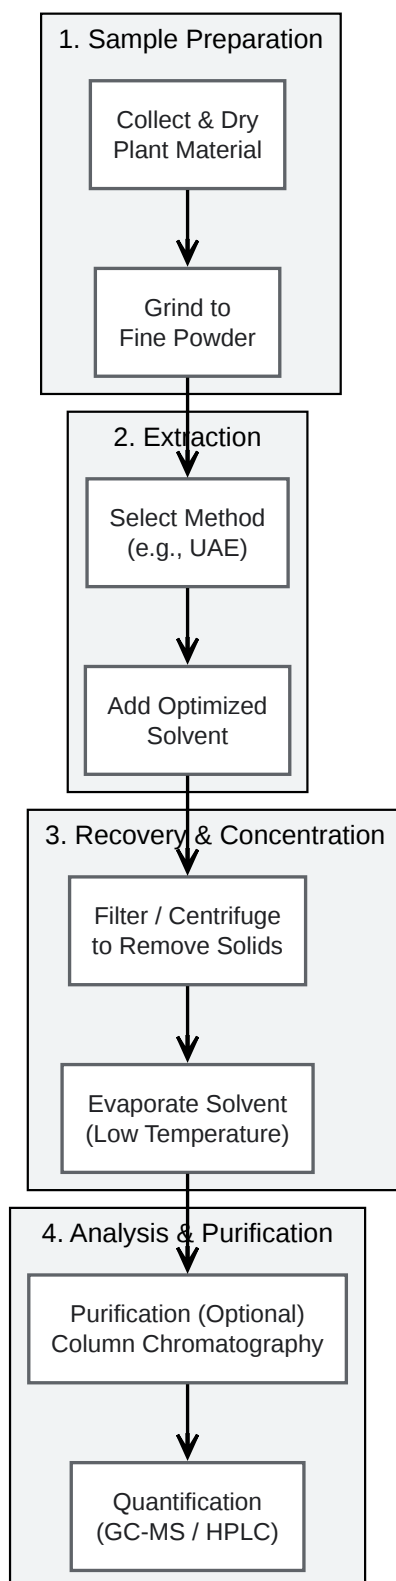 1. Sample Preparation
Collect & Dry
Plant Material
Grind to
Fine Powder
2. Extraction
Select Method
(e.g., UAE)
Add Optimized
Solvent
3. Recovery & Concentration
Filter / Centrifuge
to Remove Solids
Evaporate Solvent
(Low Temperature)
4. Analysis & Purification
Purification (Optional)
Column Chromatography
Quantification
(GC-MS / HPLC)